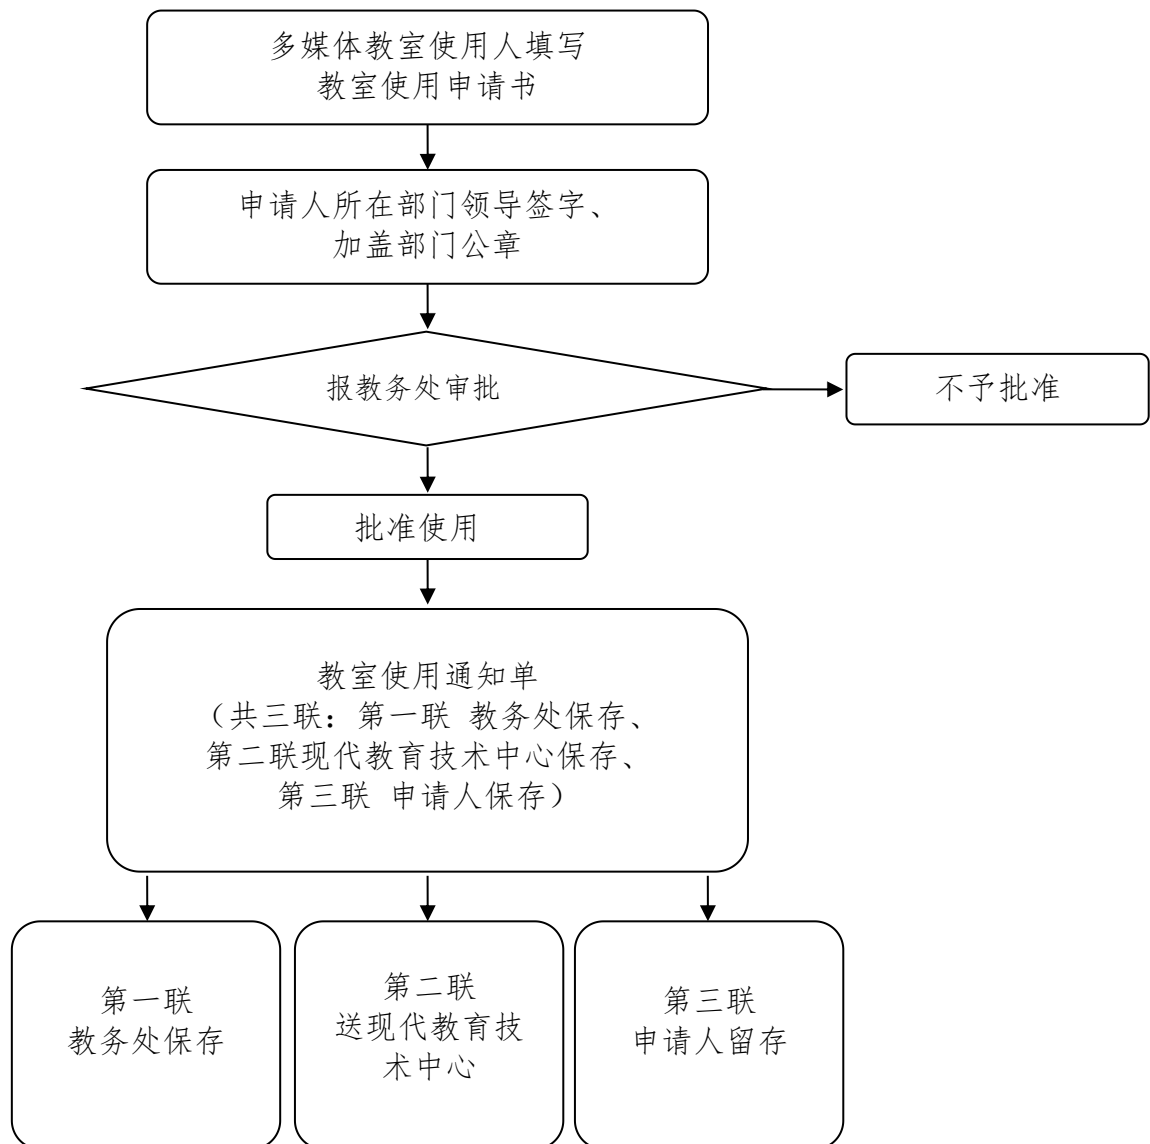 多媒体教室使用人填写
教室使用申请书
申请人所在部门领导签字、
加盖部门公章
报教务处审批
不予批准
批准使用
教室使用通知单
（共三联：第一联 教务处保存、
第二联现代教育技术中心保存、
第三联 申请人保存）
第一联
教务处保存
第二联
送现代教育技
术中心
第三联
申请人留存